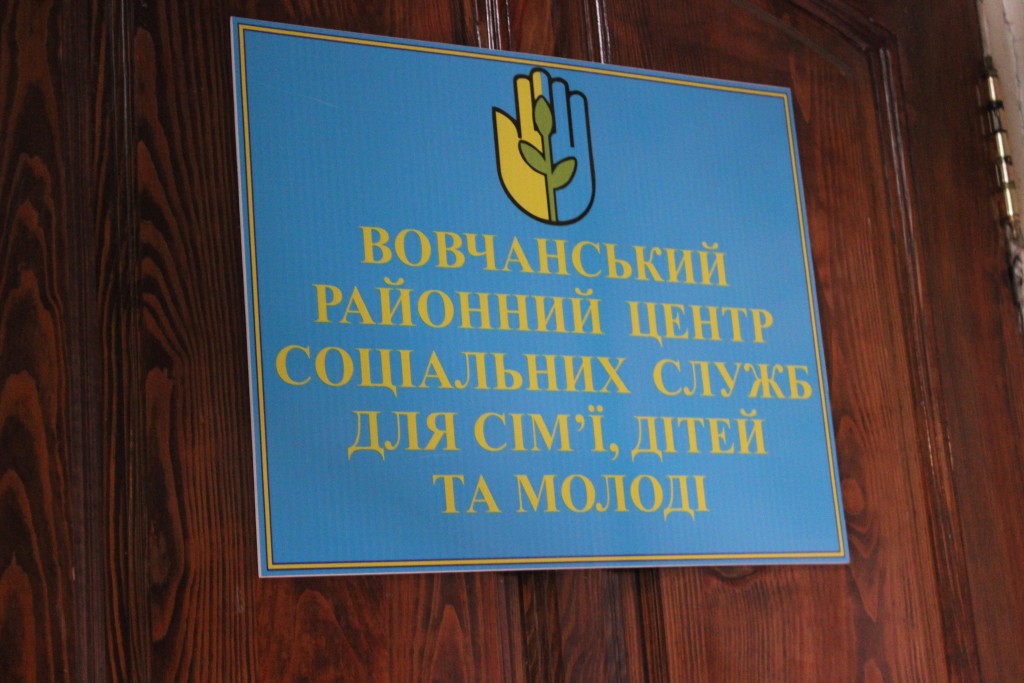 ВОВЧАНСЬКИЙ
РАЙОННИЙ ЦЕНТР
СОЦІАЛЬНИХ СЛУЖБ
ДЛЯ СІМ’Ї, ДІТЕЙ
ТА МОЛОДІ